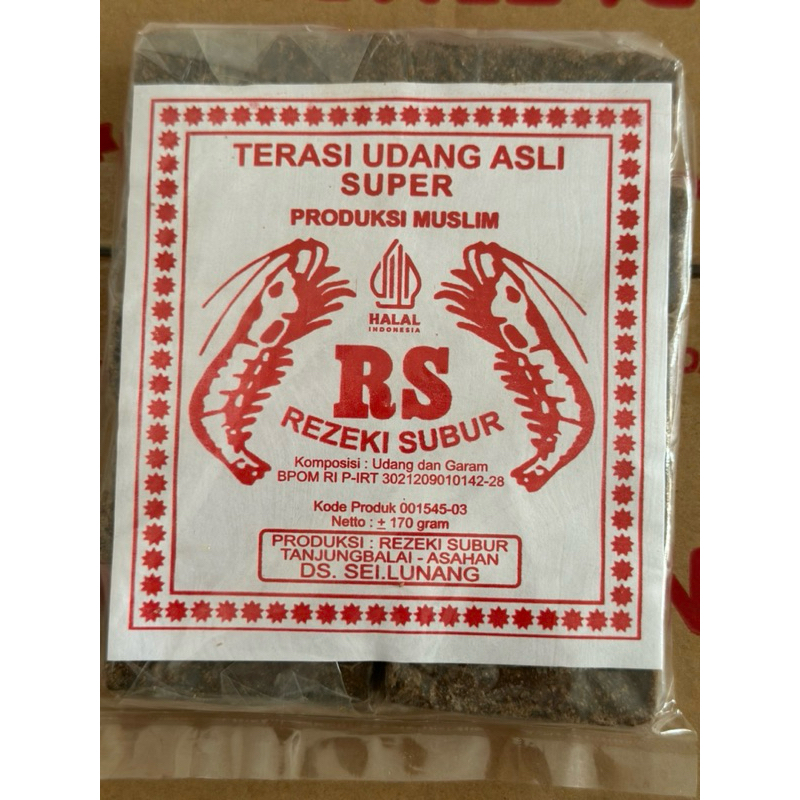 TERASI UDANG ASLI
SUPER
PRODUKSI MUSLIM
HALAL
INDONESIA
RS
REZEKI SUBUR
Komposisi : Udang dan Garam
BPOM RI P-IRT 3021209010142-28
Kode Produk 001545-03
Netto : ± 170 gram
PRODUKSI : REZEKI SUBUR
TANJUNGBALAI - ASAHAN
DS. SEI.LUNANG